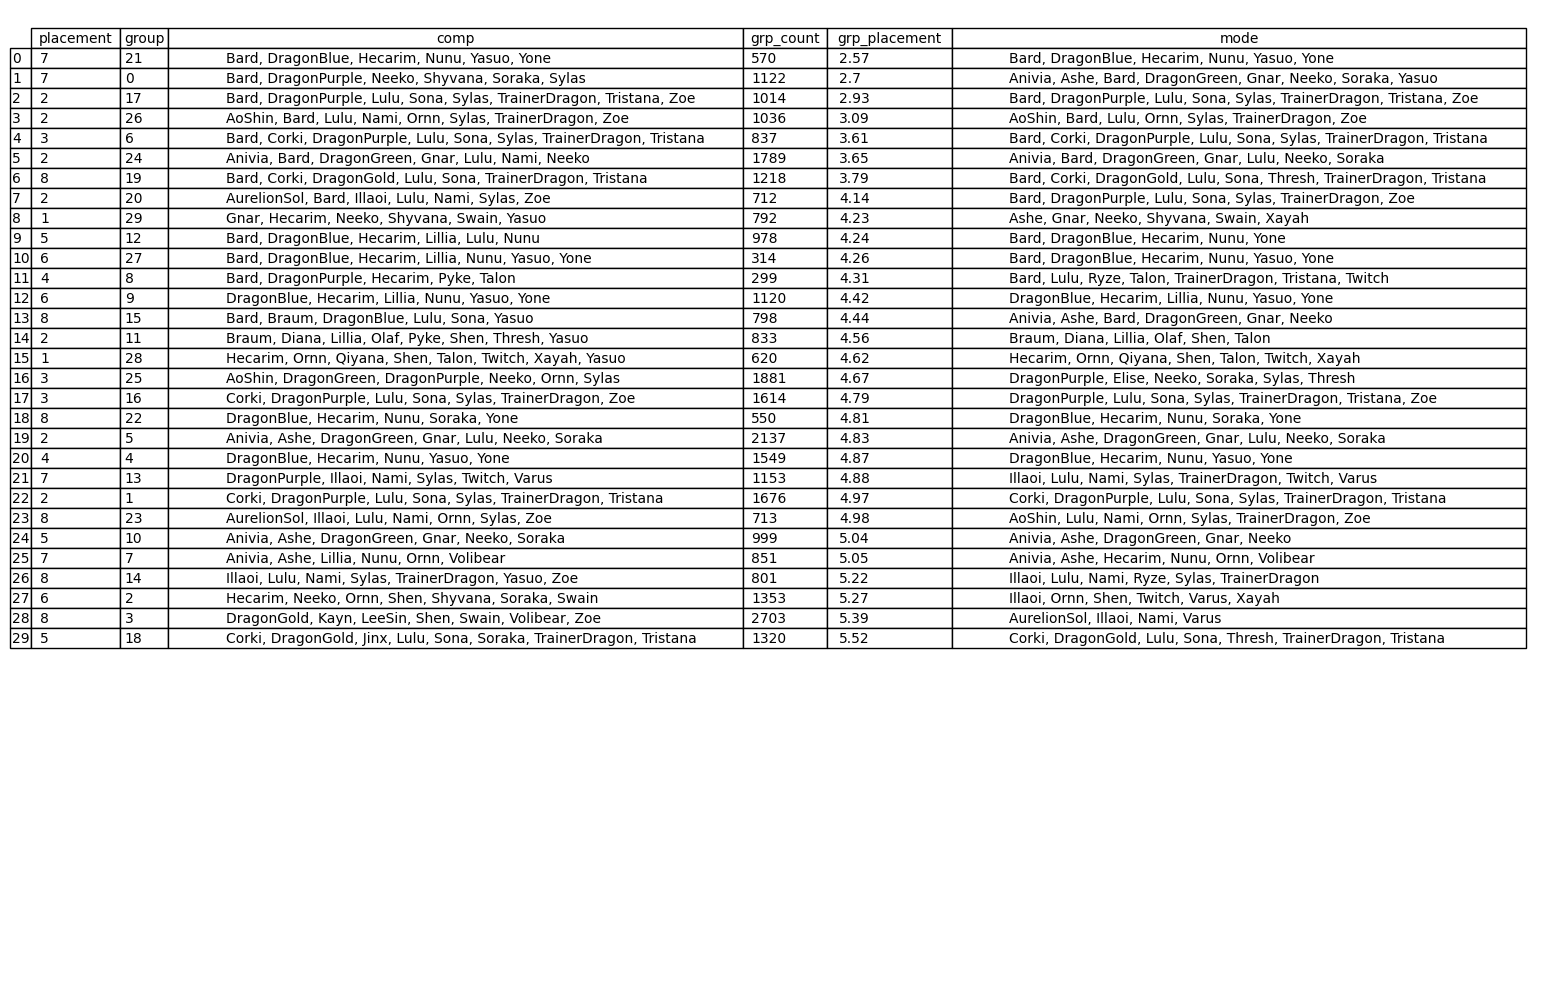 placement group comp grp_count grp_placement mode
0 7 21 Bard, DragonBlue, Hecarim, Nunu, Yasuo, Yone 570 2.57 Bard, DragonBlue, Hecarim, Nunu, Yasuo, Yone
1 7 0 Bard, DragonPurple, Neeko, Shyvana, Soraka, Sylas 1122 2.7 Anivia, Ashe, Bard, DragonGreen, Gnar, Neeko, Soraka, Yasuo
2 2 17 Bard, DragonPurple, Lulu, Sona, Sylas, TrainerDragon, Tristana, Zoe 1014 2.93 Bard, DragonPurple, Lulu, Sona, Sylas, TrainerDragon, Tristana, Zoe
3 2 26 AoShin, Bard, Lulu, Nami, Ornn, Sylas, TrainerDragon, Zoe 1036 3.09 AoShin, Bard, Lulu, Ornn, Sylas, TrainerDragon, Zoe
4 3 6 Bard, Corki, DragonPurple, Lulu, Sona, Sylas, TrainerDragon, Tristana 837 3.61 Bard, Corki, DragonPurple, Lulu, Sona, Sylas, TrainerDragon, Tristana
5 2 24 Anivia, Bard, DragonGreen, Gnar, Lulu, Nami, Neeko 1789 3.65 Anivia, Bard, DragonGreen, Gnar, Lulu, Neeko, Soraka
6 8 19 Bard, Corki, DragonGold, Lulu, Sona, TrainerDragon, Tristana 1218 3.79 Bard, Corki, DragonGold, Lulu, Sona, Thresh, TrainerDragon, Tristana
7 2 20 AurelionSol, Bard, Illaoi, Lulu, Nami, Sylas, Zoe 712 4.14 Bard, DragonPurple, Lulu, Sona, Sylas, TrainerDragon, Zoe
8 1 29 Gnar, Hecarim, Neeko, Shyvana, Swain, Yasuo 792 4.23 Ashe, Gnar, Neeko, Shyvana, Swain, Xayah
9 5 12 Bard, DragonBlue, Hecarim, Lillia, Lulu, Nunu 978 4.24 Bard, DragonBlue, Hecarim, Nunu, Yone
10 6 27 Bard, DragonBlue, Hecarim, Lillia, Nunu, Yasuo, Yone 314 4.26 Bard, DragonBlue, Hecarim, Nunu, Yasuo, Yone
11 4 8 Bard, DragonPurple, Hecarim, Pyke, Talon 299 4.31 Bard, Lulu, Ryze, Talon, TrainerDragon, Tristana, Twitch
12 6 9 DragonBlue, Hecarim, Lillia, Nunu, Yasuo, Yone 1120 4.42 DragonBlue, Hecarim, Lillia, Nunu, Yasuo, Yone
13 8 15 Bard, Braum, DragonBlue, Lulu, Sona, Yasuo 798 4.44 Anivia, Ashe, Bard, DragonGreen, Gnar, Neeko
14 2 11 Braum, Diana, Lillia, Olaf, Pyke, Shen, Thresh, Yasuo 833 4.56 Braum, Diana, Lillia, Olaf, Shen, Talon
15 1 28 Hecarim, Ornn, Qiyana, Shen, Talon, Twitch, Xayah, Yasuo 620 4.62 Hecarim, Ornn, Qiyana, Shen, Talon, Twitch, Xayah
16 3 25 AoShin, DragonGreen, DragonPurple, Neeko, Ornn, Sylas 1881 4.67 DragonPurple, Elise, Neeko, Soraka, Sylas, Thresh
17 3 16 Corki, DragonPurple, Lulu, Sona, Sylas, TrainerDragon, Zoe 1614 4.79 DragonPurple, Lulu, Sona, Sylas, TrainerDragon, Tristana, Zoe
18 8 22 DragonBlue, Hecarim, Nunu, Soraka, Yone 550 4.81 DragonBlue, Hecarim, Nunu, Soraka, Yone
19 2 5 Anivia, Ashe, DragonGreen, Gnar, Lulu, Neeko, Soraka 2137 4.83 Anivia, Ashe, DragonGreen, Gnar, Lulu, Neeko, Soraka
20 4 4 DragonBlue, Hecarim, Nunu, Yasuo, Yone 1549 4.87 DragonBlue, Hecarim, Nunu, Yasuo, Yone
21 7 13 DragonPurple, Illaoi, Nami, Sylas, Twitch, Varus 1153 4.88 Illaoi, Lulu, Nami, Sylas, TrainerDragon, Twitch, Varus
22 2 1 Corki, DragonPurple, Lulu, Sona, Sylas, TrainerDragon, Tristana 1676 4.97 Corki, DragonPurple, Lulu, Sona, Sylas, TrainerDragon, Tristana
23 8 23 AurelionSol, Illaoi, Lulu, Nami, Ornn, Sylas, Zoe 713 4.98 AoShin, Lulu, Nami, Ornn, Sylas, TrainerDragon, Zoe
24 5 10 Anivia, Ashe, DragonGreen, Gnar, Neeko, Soraka 999 5.04 Anivia, Ashe, DragonGreen, Gnar, Neeko
25 7 7 Anivia, Ashe, Lillia, Nunu, Ornn, Volibear 851 5.05 Anivia, Ashe, Hecarim, Nunu, Ornn, Volibear
26 8 14 Illaoi, Lulu, Nami, Sylas, TrainerDragon, Yasuo, Zoe 801 5.22 Illaoi, Lulu, Nami, Ryze, Sylas, TrainerDragon
27 6 2 Hecarim, Neeko, Ornn, Shen, Shyvana, Soraka, Swain 1353 5.27 Illaoi, Ornn, Shen, Twitch, Varus, Xayah
28 8 3 DragonGold, Kayn, LeeSin, Shen, Swain, Volibear, Zoe 2703 5.39 AurelionSol, Illaoi, Nami, Varus
29 5 18 Corki, DragonGold, Jinx, Lulu, Sona, Soraka, TrainerDragon, Tristana 1320 5.52 Corki, DragonGold, Lulu, Sona, Thresh, TrainerDragon, Tristana